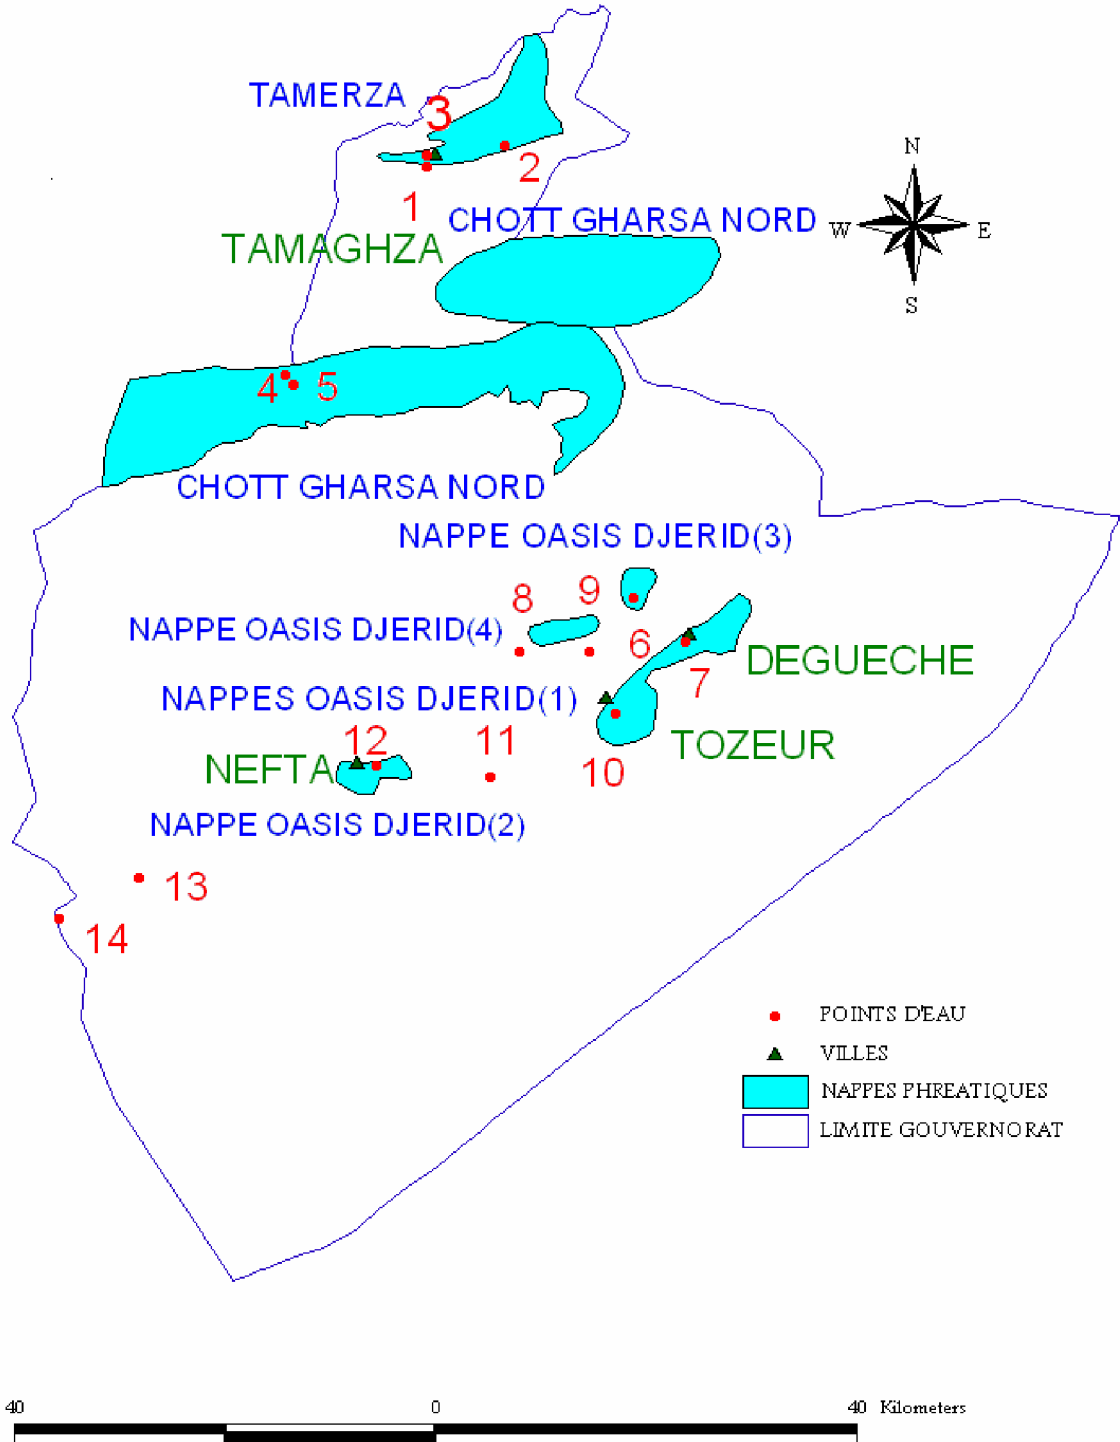 TAMERZA
3
2
1
CHOTT GHARSA NORD
TAMAGHZA
N
W
E
S
4
5
CHOTT GHARSA NORD
NAPPE OASIS DJERID(3)
8
9
NAPPE OASIS DJERID(4)
6
DEGUECHE
7
NAPPES OASIS DJERID(1)
12
11
TOZEUR
NEFTA
10
NAPPE OASIS DJERID(2)
13
14
POINTS D'EAU
VILLES
NAPPES PHREATIQUES
LIMITE GOUVERNORAT
40 0 40 Kilometers